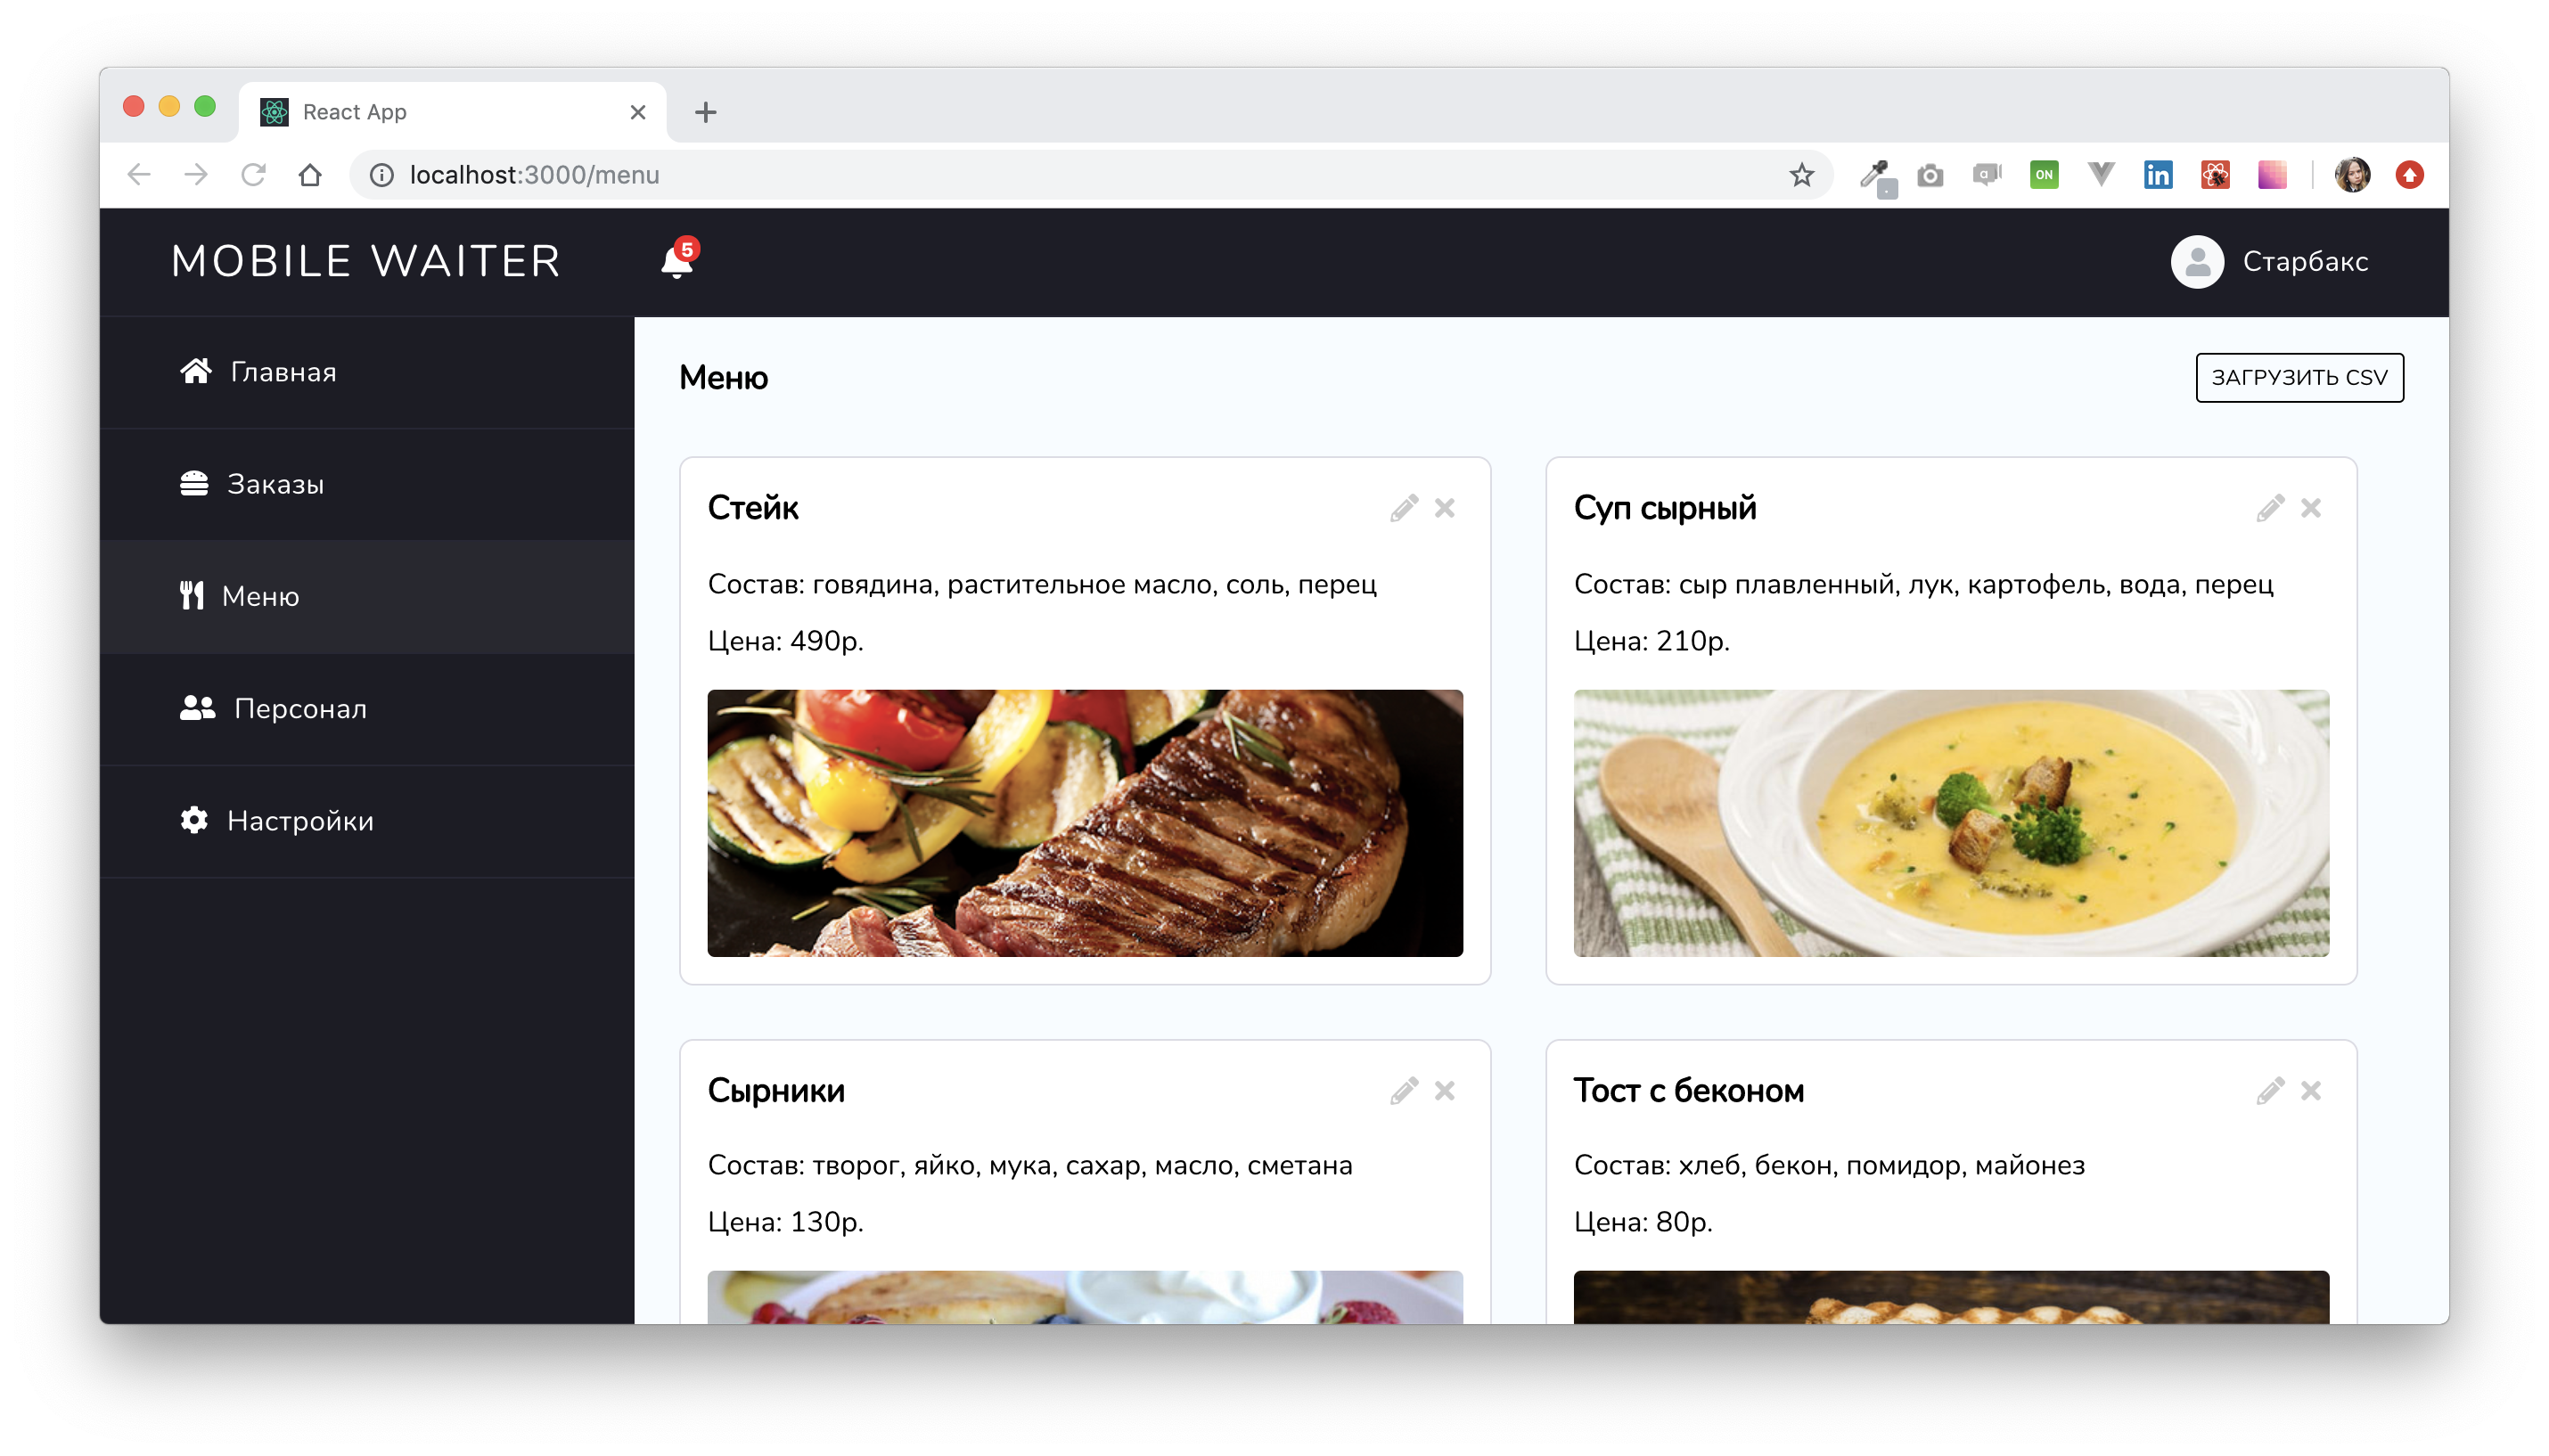 React App
localhost:3000/menu
a
ON
in
MOBILE WAITER
5
Старбакс
Главная
Заказы
Меню
Персонал
Настройки
Меню
ЗАГРУЗИТЬ CSV
Стейк
Состав: говядина, растительное масло, соль, перец
Цена: 490р.
Суп сырный
Состав: сыр плавленный, лук, картофель, вода, перец
Цена: 210р.
Сырники
Состав: творог, яйко, мука, сахар, масло, сметана
Цена: 130р.
Тост с беконом
Состав: хлеб, бекон, помидор, майонез
Цена: 80р.